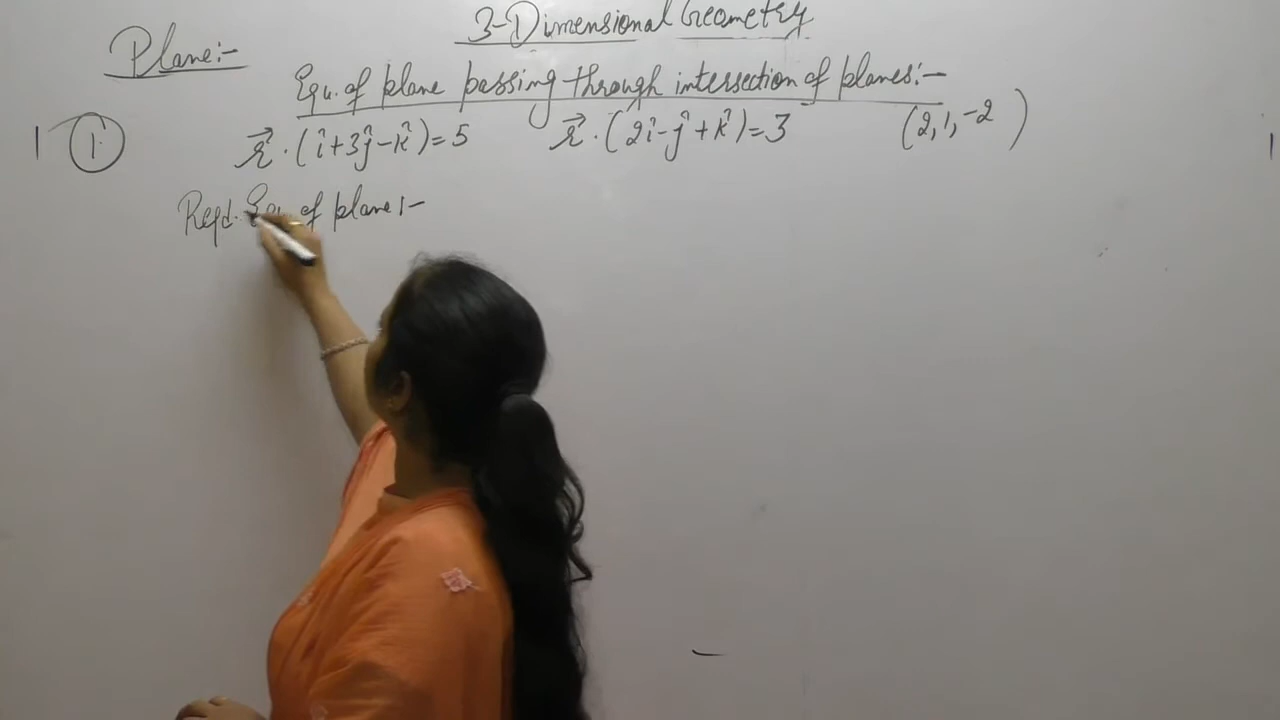 3-Dimensional Geometry
Plane:-
Equ. of plane passing through intersection of planes:-
1 (i) r⃗ . (î+3ĵ-k̂)=5 r⃗ . (2î-ĵ+k̂)=3 (2,1,-2)
Reqd. Equ. of plane:-